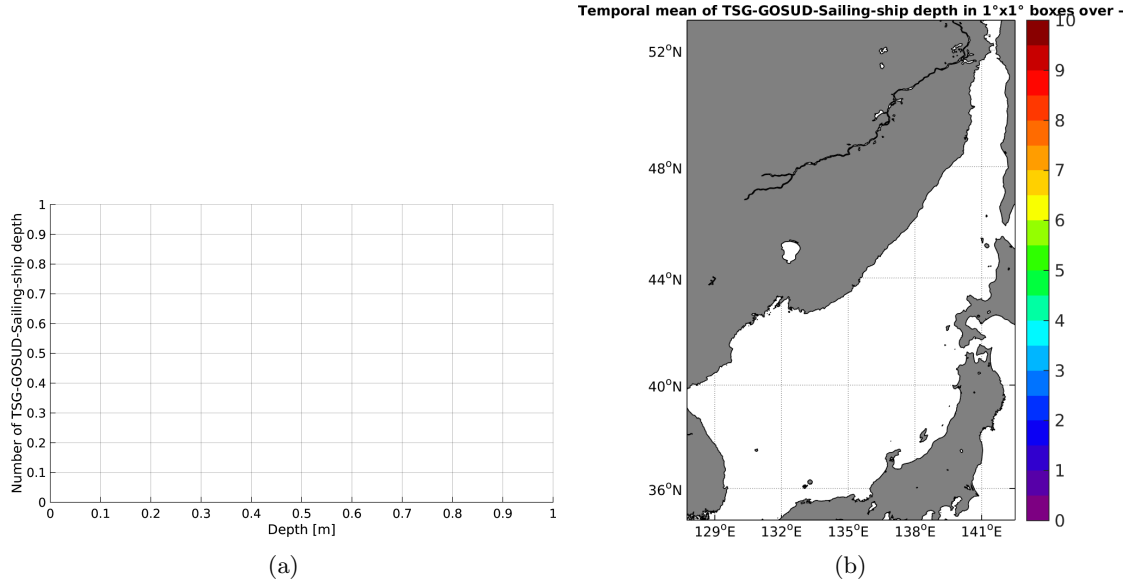 Temporal mean of TSG-GOSUD-Sailing-ship depth in 1°x1° boxes over -
Number of TSG-GOSUD-Sailing-ship depth
1
0.9
0.8
0.7
0.6
0.5
0.4
0.3
0.2
0.1
0
0 0.1 0.2 0.3 0.4 0.5 0.6 0.7 0.8 0.9 1
Depth [m]
(a)
52°N
48°N
44°N
40°N
36°N
129°E 132°E 135°E 138°E 141°E
10
9
8
7
6
5
4
3
2
1
0
(b)